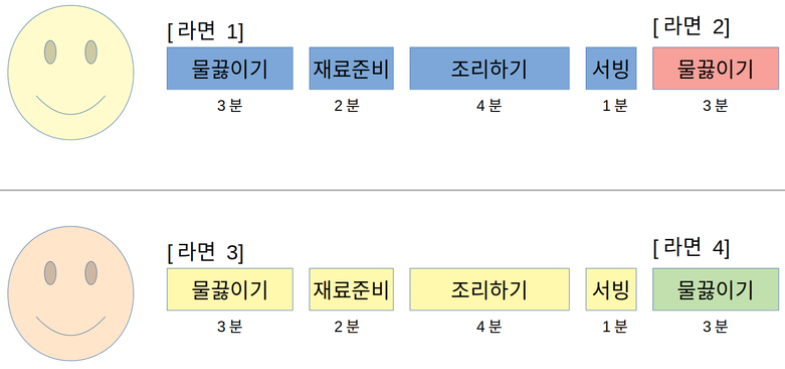 [ 라면 1]
[ 라면 2]
물끓이기 재료준비 조리하기 서빙 물끓이기
3분 2분 4분 1분 3분
[ 라면 3]
[ 라면 4]
물끓이기 재료준비 조리하기 서빙 물끓이기
3분 2분 4분 1분 3분